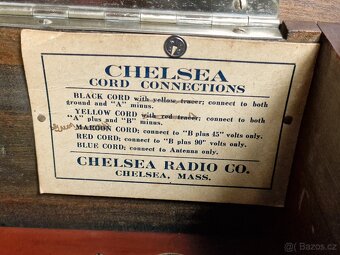 CHELSEA
CORD CONNECTIONS
BLACK CORD with yellow tracer; connect to both
ground and "A" minus.
YELLOW CORD with red tracer; connect to both
"A" plus and "B" minus.
MAROON CORD; connect to "B plus 45" volts only.
RED CORD; connect to "B plus 90" volts only.
BLUE CORD; connect to Antenna only.
CHELSEA RADIO CO.
CHELSEA, MASS.
sbazar.cz